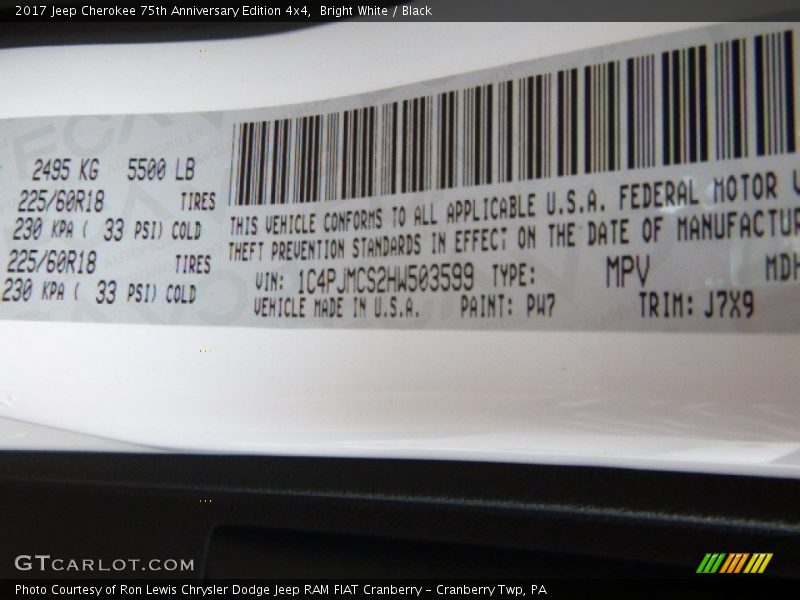 2017 Jeep Cherokee 75th Anniversary Edition 4x4,  Bright White / Black
2495 KG 5500 LB
225/60R18 TIRES
230 KPA ( 33 PSI) COLD
225/60R18 TIRES
230 KPA ( 33 PSI) COLD
THIS VEHICLE CONFORMS TO ALL APPLICABLE U.S.A. FEDERAL MOTOR V
THEFT PREVENTION STANDARDS IN EFFECT ON THE DATE OF MANUFACTUR
VIN: 1C4PJMCS2HW503599 TYPE: MPV MDH
VEHICLE MADE IN U.S.A. PAINT: PW7 TRIM: J7X9
GTCARLOT.COM
Photo Courtesy of Ron Lewis Chrysler Dodge Jeep RAM FIAT Cranberry – Cranberry Twp, PA